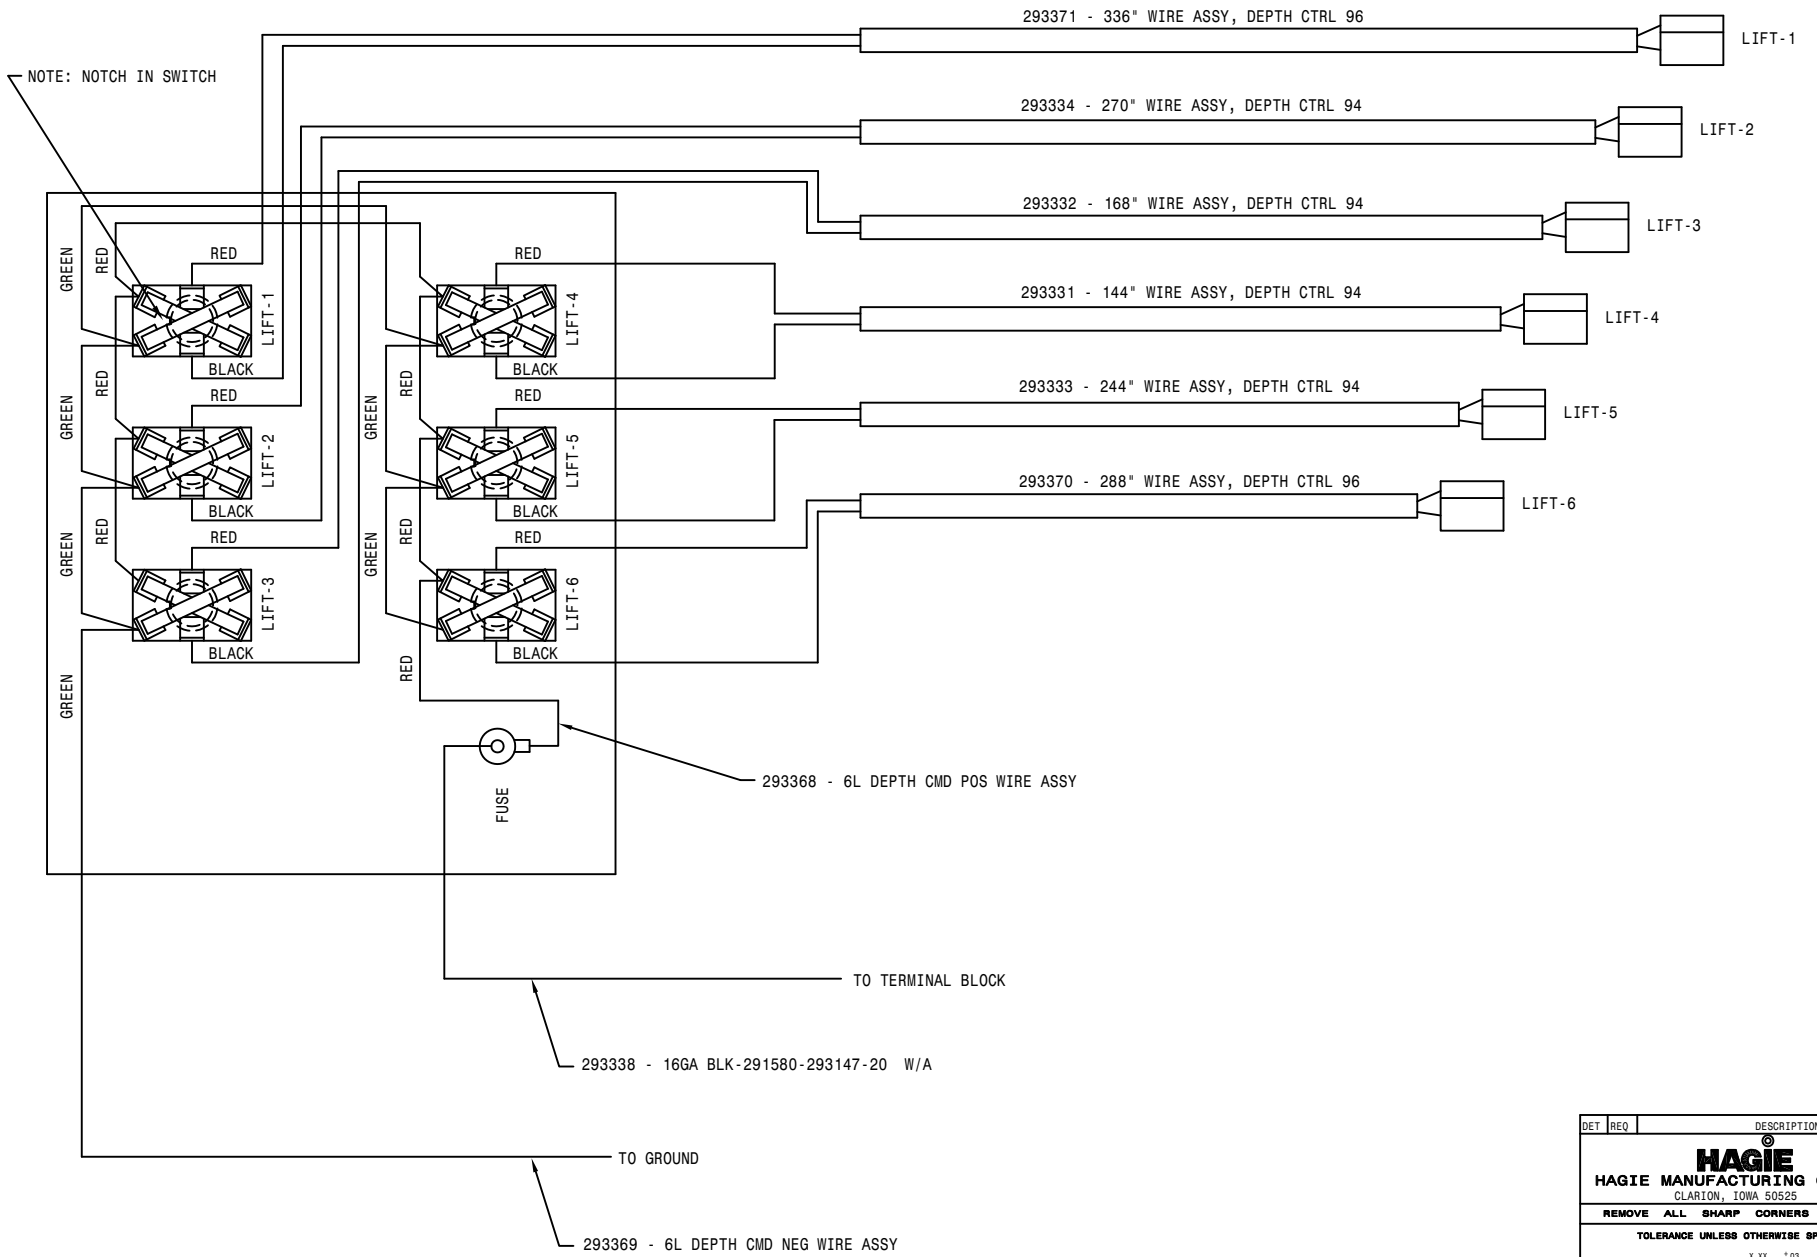 293371 - 336" WIRE ASSY, DEPTH CTRL 96
LIFT-1
NOTE: NOTCH IN SWITCH
293334 - 270" WIRE ASSY, DEPTH CTRL 94
LIFT-2
293332 - 168" WIRE ASSY, DEPTH CTRL 94
LIFT-3
GREEN
RED
RED
LIFT-1
BLACK
RED
LIFT-4
BLACK
293331 - 144" WIRE ASSY, DEPTH CTRL 94
LIFT-4
GREEN
RED
RED
LIFT-2
BLACK
GREEN
RED
RED
LIFT-5
BLACK
293333 - 244" WIRE ASSY, DEPTH CTRL 94
LIFT-5
293370 - 288" WIRE ASSY, DEPTH CTRL 96
LIFT-6
GREEN
RED
RED
LIFT-3
BLACK
GREEN
RED
RED
LIFT-6
BLACK
GREEN
RED
FUSE
293368 - 6L DEPTH CMD POS WIRE ASSY
TO TERMINAL BLOCK
293338 - 16GA BLK-291580-293147-20 W/A
TO GROUND
293369 - 6L DEPTH CMD NEG WIRE ASSY
DET REQ DESCRIPTION
HAGIE
HAGIE MANUFACTURING
CLARION, IOWA 50525
REMOVE ALL SHARP CORNERS
TOLERANCE UNLESS OTHERWISE SP